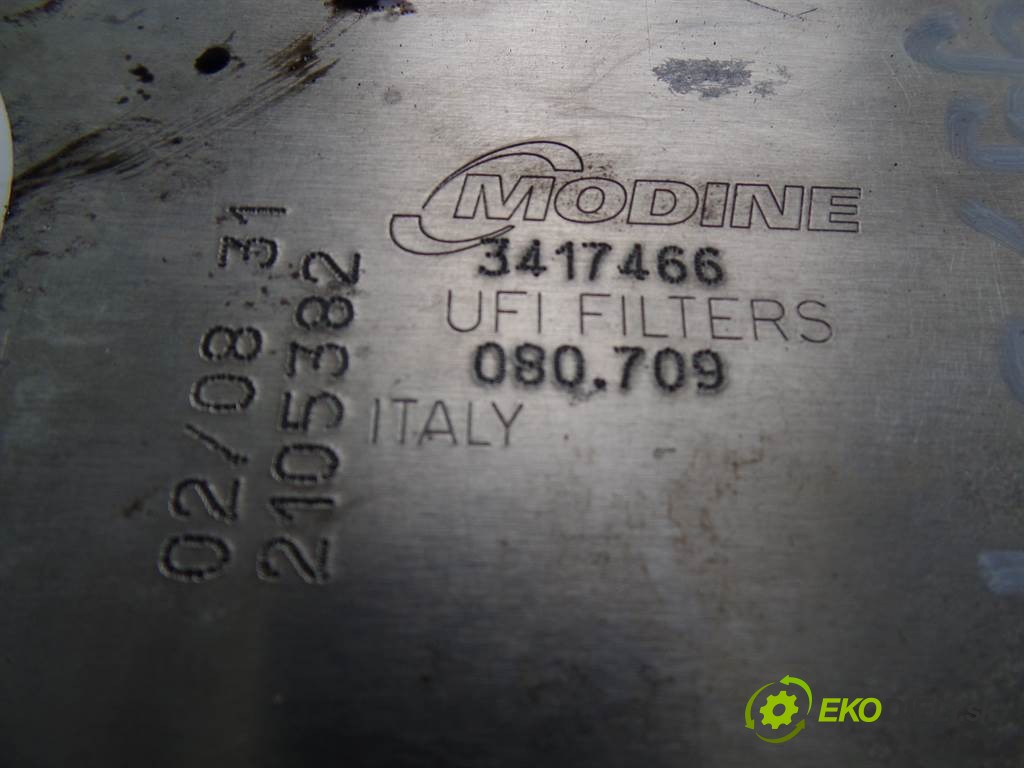 MODINE
3417466
UFI FILTERS
080.709
ITALY
02/08 31
2105382
EKO